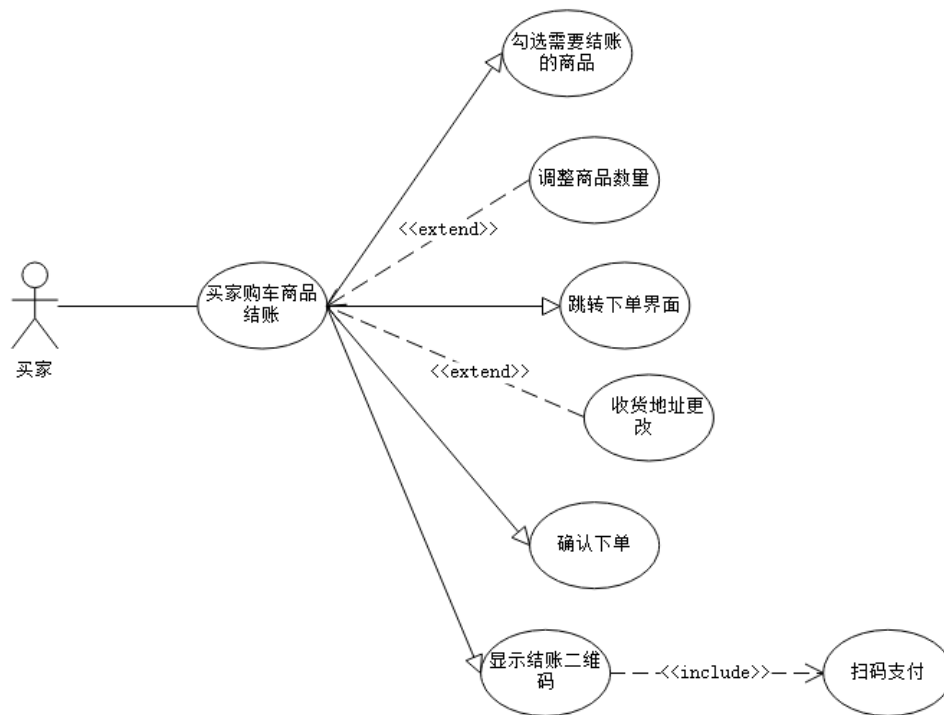 勾选需要结账
的商品
调整商品数量
<<extend>>
买家购车商品
结账
跳转下单界面
买家
<<extend>>
收货地址更
改
确认下单
显示结账二维
码
<<include>>
扫码支付